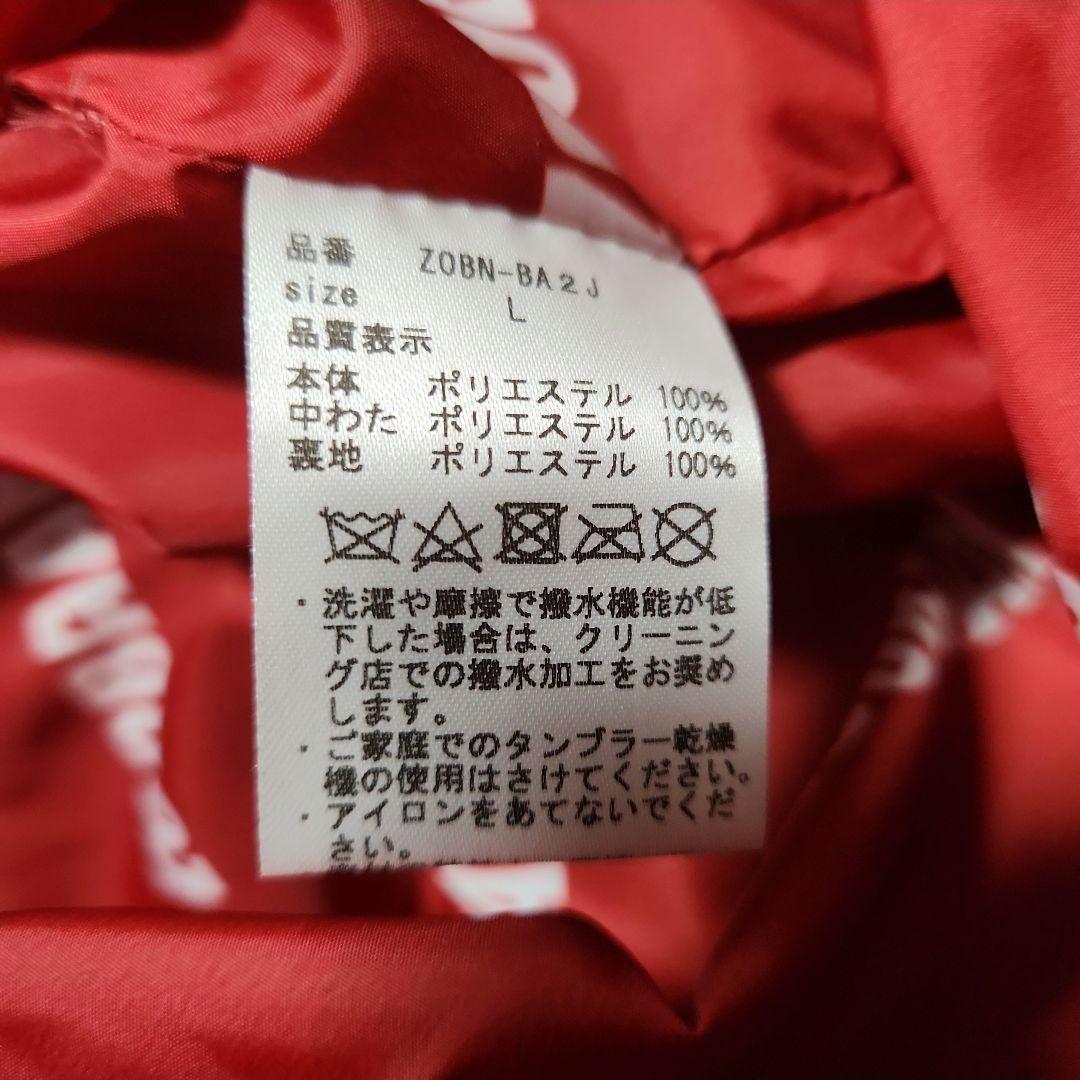 品番 ZOBN-BA2J
size L
品質表示
本体 ポリエステル 100%
中わた ポリエステル 100%
裏地 ポリエステル 100%
・洗濯や摩擦で撥水機能が低
下した場合は、クリーニン
グ店での撥水加工をお奨め
します。
・ご家庭でのタンブラー乾燥
機の使用はさけてください。
・アイロンをあてないでくだ
さい。